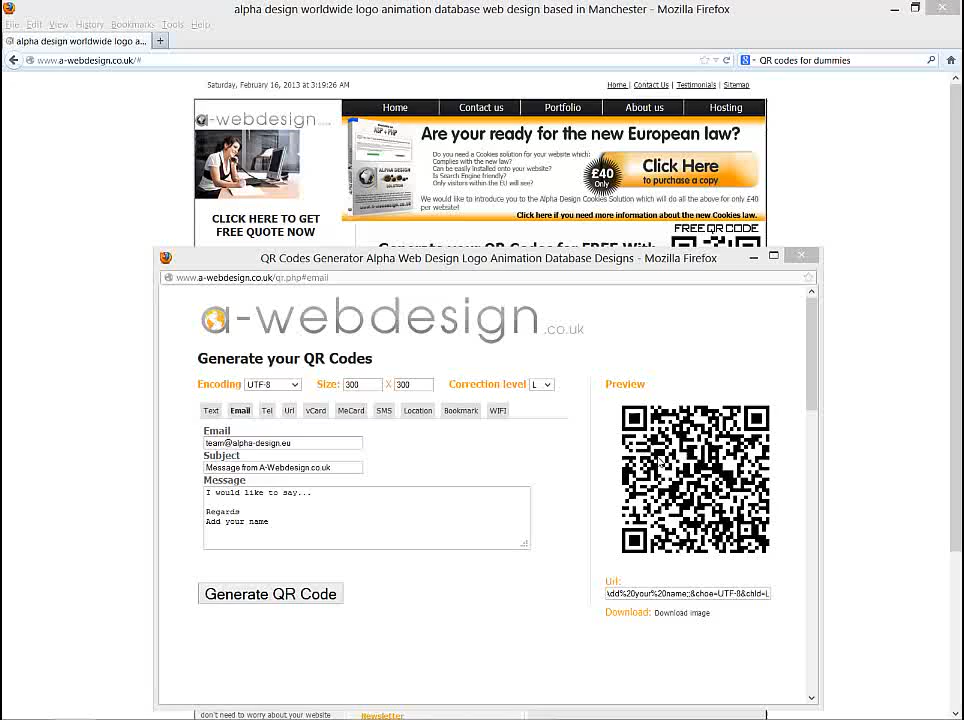 alpha design worldwide logo animation database web design based in Manchester - Mozilla Firefox
File Edit View History Bookmarks Tools Help
alpha design worldwide logo a... +
www.a-webdesign.co.uk/# QR codes for dummies
Saturday, February 16, 2013 at 3:19:26 AM Home | Contact Us | Testimonials | Sitemap
Home Contact us Portfolio About us Hosting
a-webdesign
Are your ready for the new European law?
ASP + PHP
Do you need a Cookies solution for your website which:
Complies with the new law?
Can be easily installed onto your website?
Is Search Engine friendly?
Only visitors within the EU will see?
£40
Only
Click Here
to purchase a copy
ALPHA DESIGN
SOLUTION
We would like to introduce you to the Alpha Design Cookies Solution which will do all the above for only £40
per website!
Click here if you need more information about the new Cookies law.
CLICK HERE TO GET
FREE QUOTE NOW
FREE QR CODE
Generate your QR Codes for FREE With
QR Codes Generator Alpha Web Design Logo Animation Database Designs - Mozilla Firefox
www.a-webdesign.co.uk/qr.php#email
a-webdesign.co.uk
Generate your QR Codes
Encoding UTF-8 Size: 300 X 300 Correction level L Preview
Text Email Tel Url vCard MeCard SMS Location Bookmark WIFI
Email
team@alpha-design.eu
Subject
Message from A-Webdesign.co.uk
Message
I would like to say...
Regards
Add your name
Generate QR Code
Url:
\dd%20your%20name;;&choe=UTF-8&chld=L
Download: Download image
don't need to worry about your website Newsletter